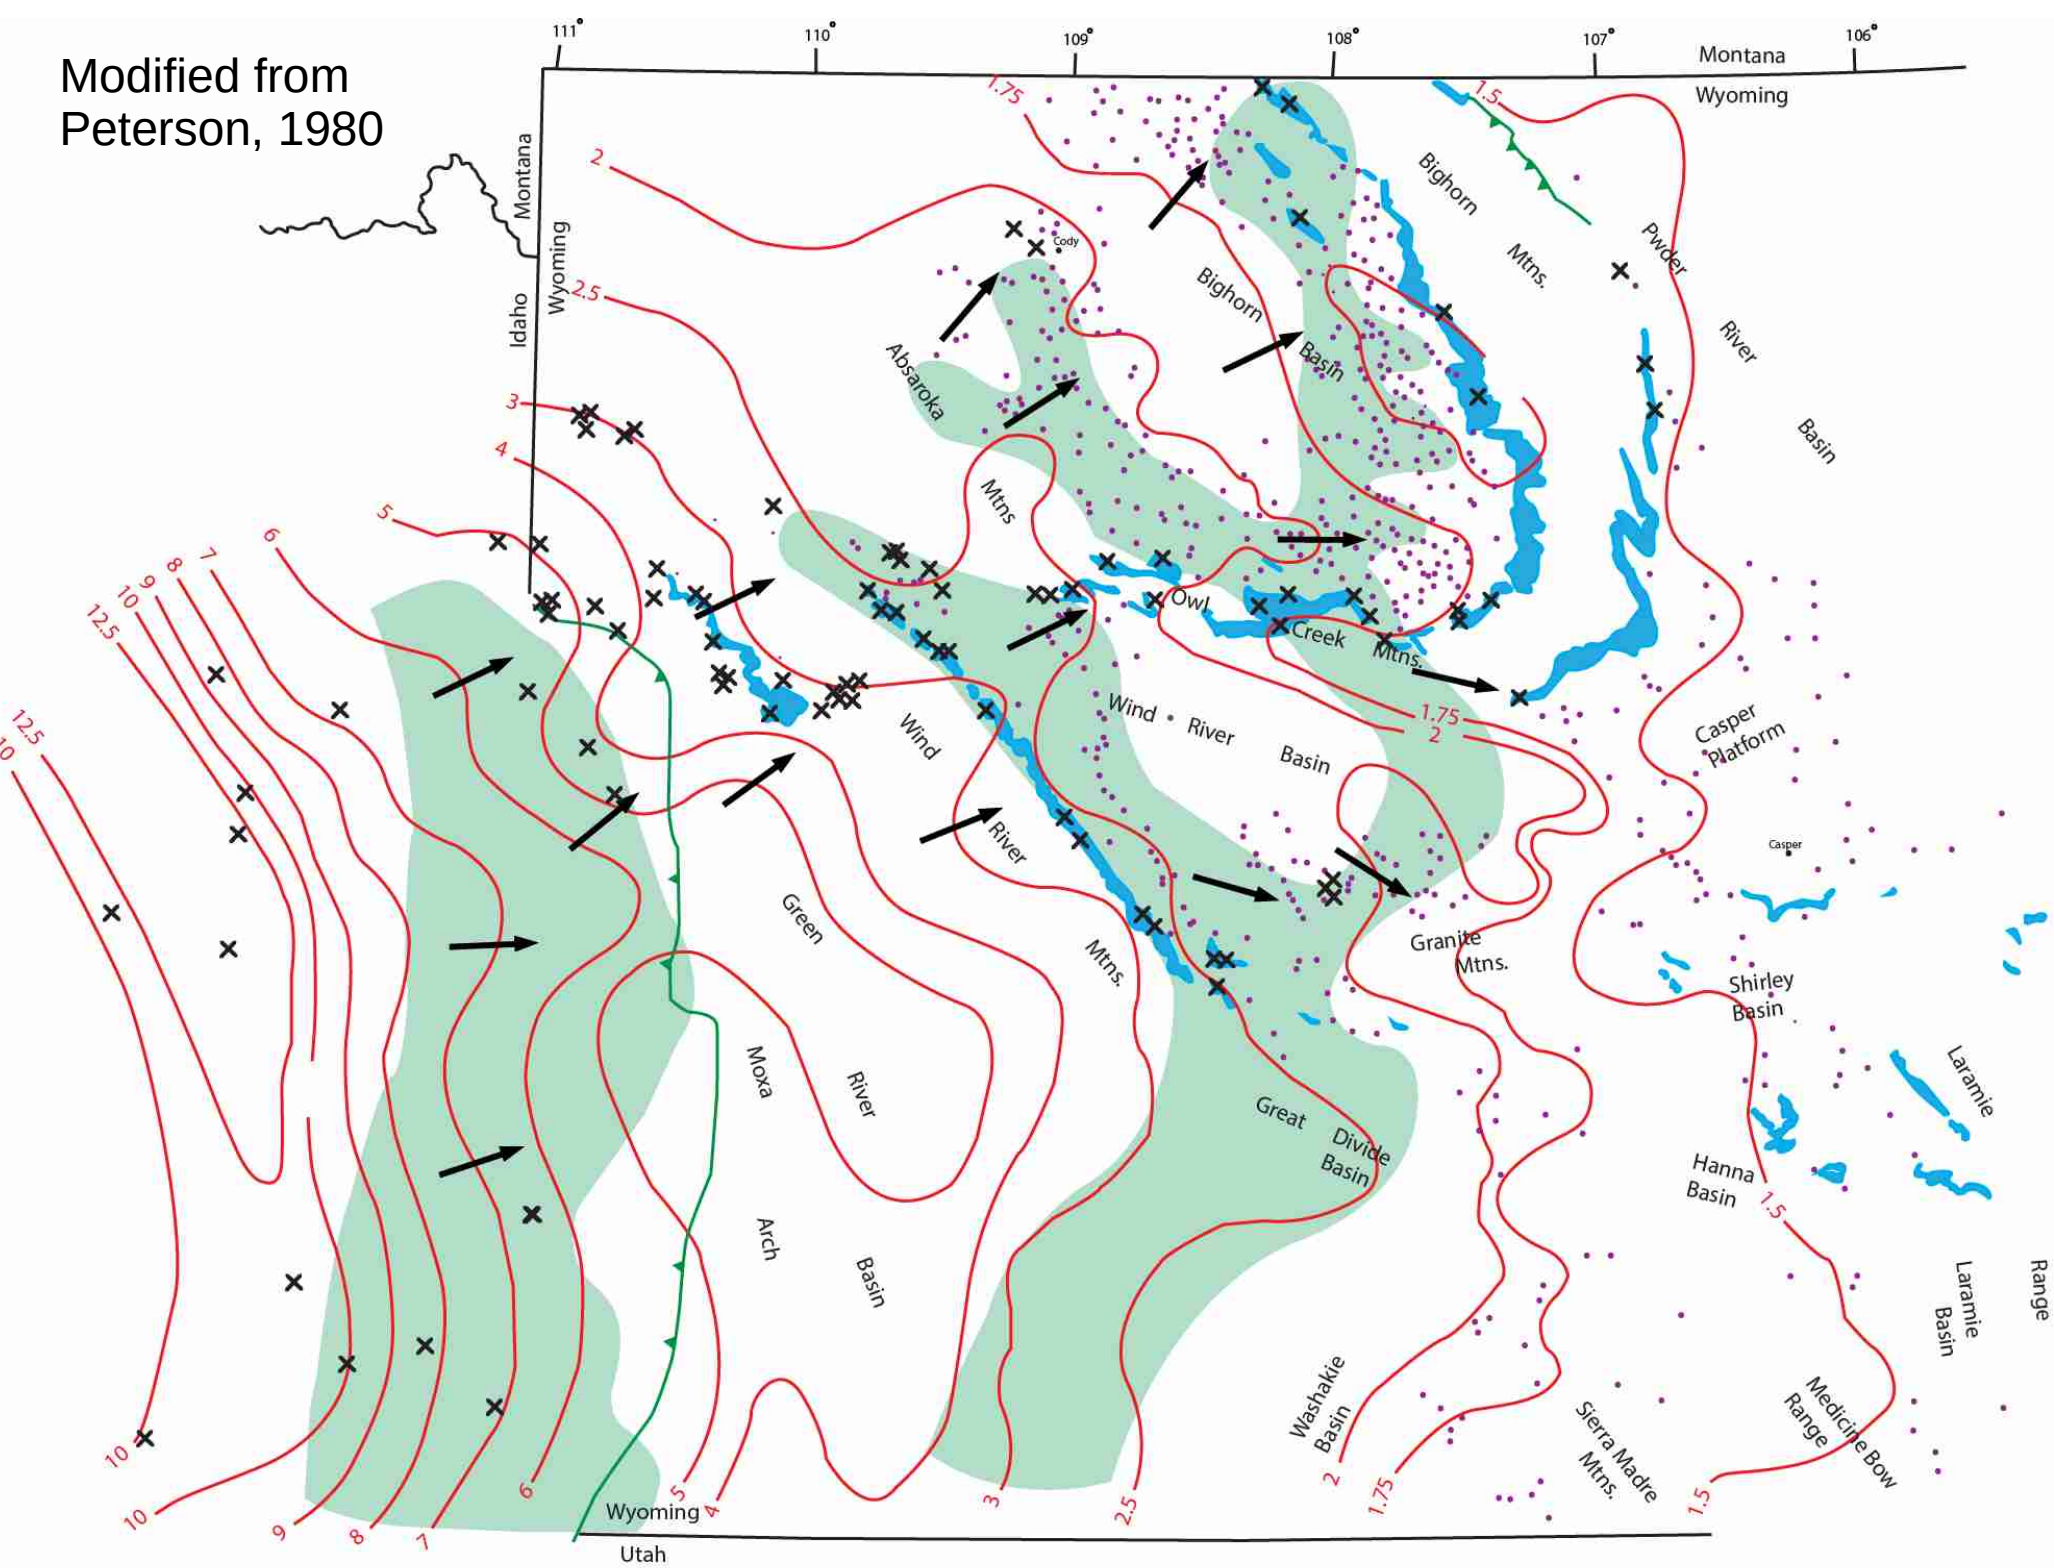 111°
110°
109°
108°
107°
106°
Montana
Wyoming
Modified from
Peterson, 1980
Montana
Wyoming
Idaho
1.75
1.5
2
2.5
3
4
5
6
7
8
9
10
12.5
12.5
10
Cody
Bighorn
Mtns.
Pwder
River
Basin
Bighorn
Basin
Absaroka
Mtns
Owl
Creek
Mtns.
Wind River
Basin
1.75
2
Casper
Platform
Casper
Wind
River
Mtns.
Green
River
Basin
Moxa
Arch
Granite
Mtns.
Shirley
Basin
Great
Divide
Basin
Hanna
Basin
1.5
Laramie
Range
Laramie
Basin
Washakie
Basin
Sierra Madre
Mtns.
Medicine Bow
Range
10
10
9
8
7
6
5
4
3
2.5
2
1.75
1.5
Wyoming
Utah